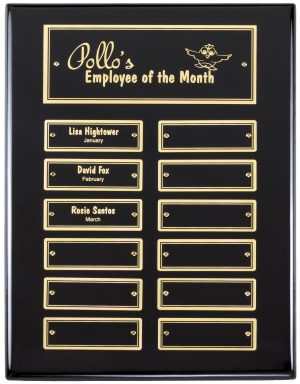 Pollo's
Employee of the Month
Lisa Hightower
January
David Fox
February
Rosie Santos
March